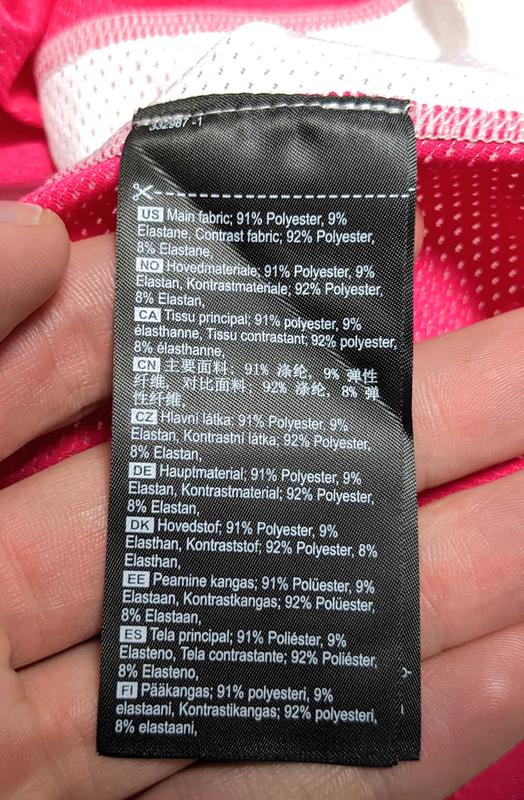 332987 -1
US Main fabric; 91% Polyester, 9%
Elastane, Contrast fabric; 92% Polyester,
8% Elastane,
NO Hovedmateriale; 91% Polyester, 9%
Elastan, Kontrastmateriale; 92% Polyester,
8% Elastan,
CA Tissu principal; 91% polyester, 9%
élasthanne, Tissu contrastant; 92% polyester,
8% élasthanne,
CN 主要面料; 91% 涤纶, 9% 弹性
纤维, 对比面料; 92% 涤纶, 8% 弹
性纤维
CZ Hlavní látka; 91% Polyester, 9%
Elastan, Kontrastní látka; 92% Polyester,
8% Elastan,
DE Hauptmaterial; 91% Polyester, 9%
Elastan, Kontrastmaterial; 92% Polyester,
8% Elastan,
DK Hovedstof; 91% Polyester, 9%
Elasthan, Kontraststof; 92% Polyester, 8%
Elasthan,
EE Peamine kangas; 91% Polüester, 9%
Elastaan, Kontrastkangas; 92% Polüester,
8% Elastaan,
ES Tela principal; 91% Poliéster, 9%
Elasteno, Tela contrastante; 92% Poliéster,
8% Elasteno,
FI Pääkangas; 91% polyesteri, 9%
elastaani, Kontrastikangas; 92% polyesteri,
8% elastaani,